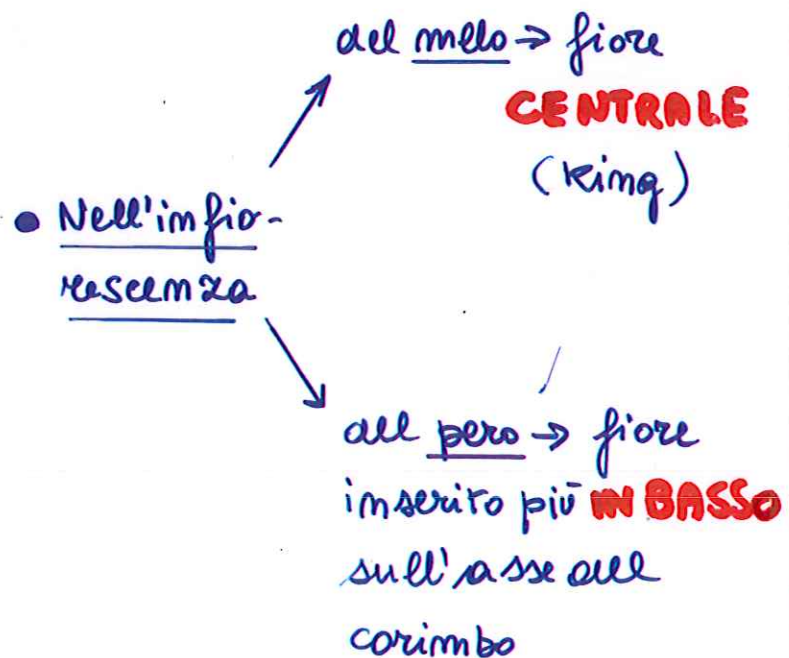 del melo → fiore
CENTRALE
(King)
• Nell'infio-
rescenza
del pero → fiore
inserito più IN BASSO
sull'asse del
corimbo